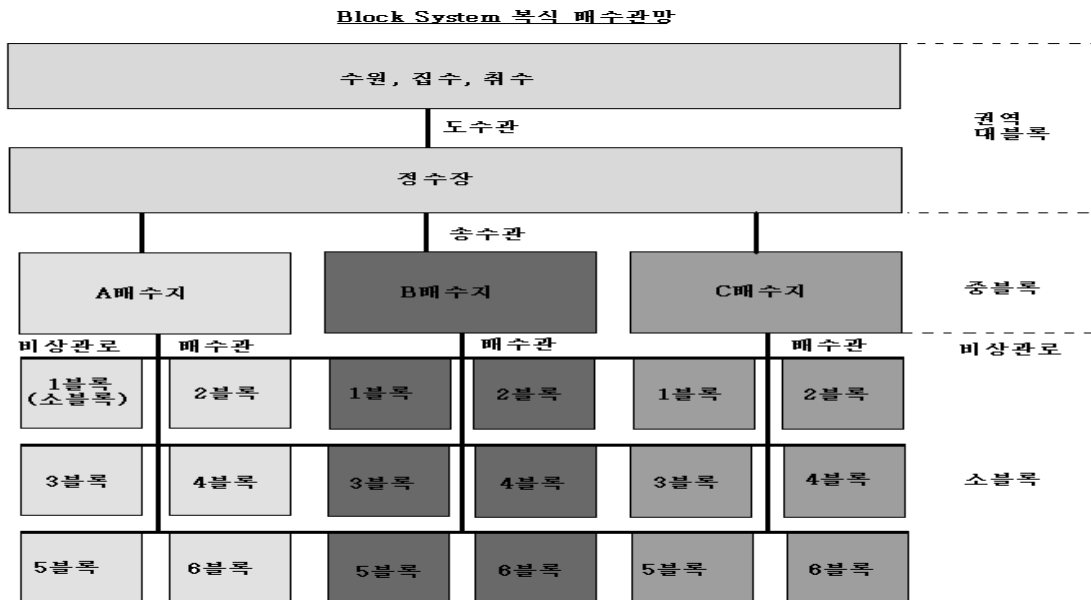 Block System 복식 배수관망
수원, 집수, 취수
도수관
권역
대블록
정수장
송수관
A배수지
B배수지
C배수지
중블록
비상관로
배수관
배수관
배수관
비상관로
1블록
(소블록)
2블록
1블록
2블록
1블록
2블록
3블록
4블록
3블록
4블록
3블록
4블록
소블록
5블록
6블록
5블록
6블록
5블록
6블록